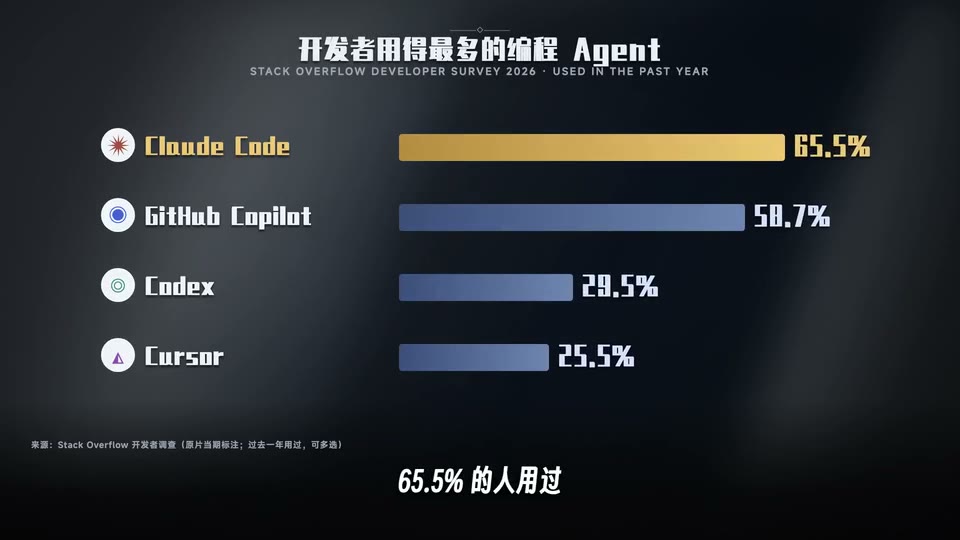 开发者用得最多的编程 Agent
STACK OVERFLOW DEVELOPER SURVEY 2026 · USED IN THE PAST YEAR
Claude Code 65.5%
GitHub Copilot 58.7%
Codex 29.5%
Cursor 25.5%
来源：Stack Overflow 开发者调查（原片当期标注；过去一年用过，可多选）
65.5% 的人用过